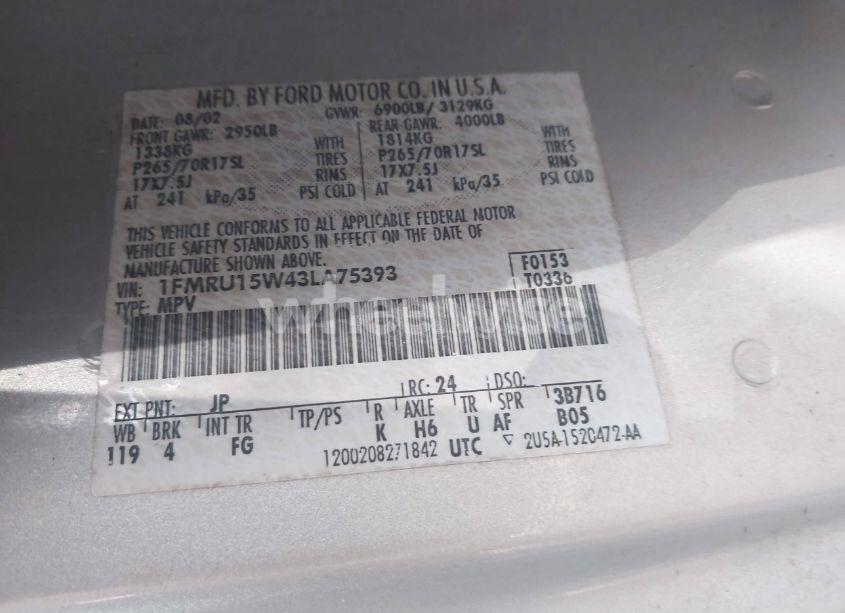 MFD. BY FORD MOTOR CO. IN U.S.A.
DATE: 08/02 GVWR: 6900LB/ 3129KG
FRONT GAWR: 2950LB REAR GAWR: 4000LB
1338KG WITH 1814KG WITH
P265/70R17SL TIRES P265/70R17SL TIRES
17X7.5J RIMS 17X7.5J RIMS
AT 241 kPa/35 PSI COLD AT 241 kPa/35 PSI COLD
THIS VEHICLE CONFORMS TO ALL APPLICABLE FEDERAL MOTOR
VEHICLE SAFETY STANDARDS IN EFFECT ON THE DATE OF
MANUFACTURE SHOWN ABOVE.
VIN: 1FMRU15W43LA75393 F0153
TYPE: MPV T0336
wheelwise
EXT PNT: JP RC: 24 DSO:
WB BRK INT TR TP/PS R AXLE TR SPR 3B716
119 4 FG K H6 U AF B05
1200208271842 UTC ▽ 2U5A-1520472-AA